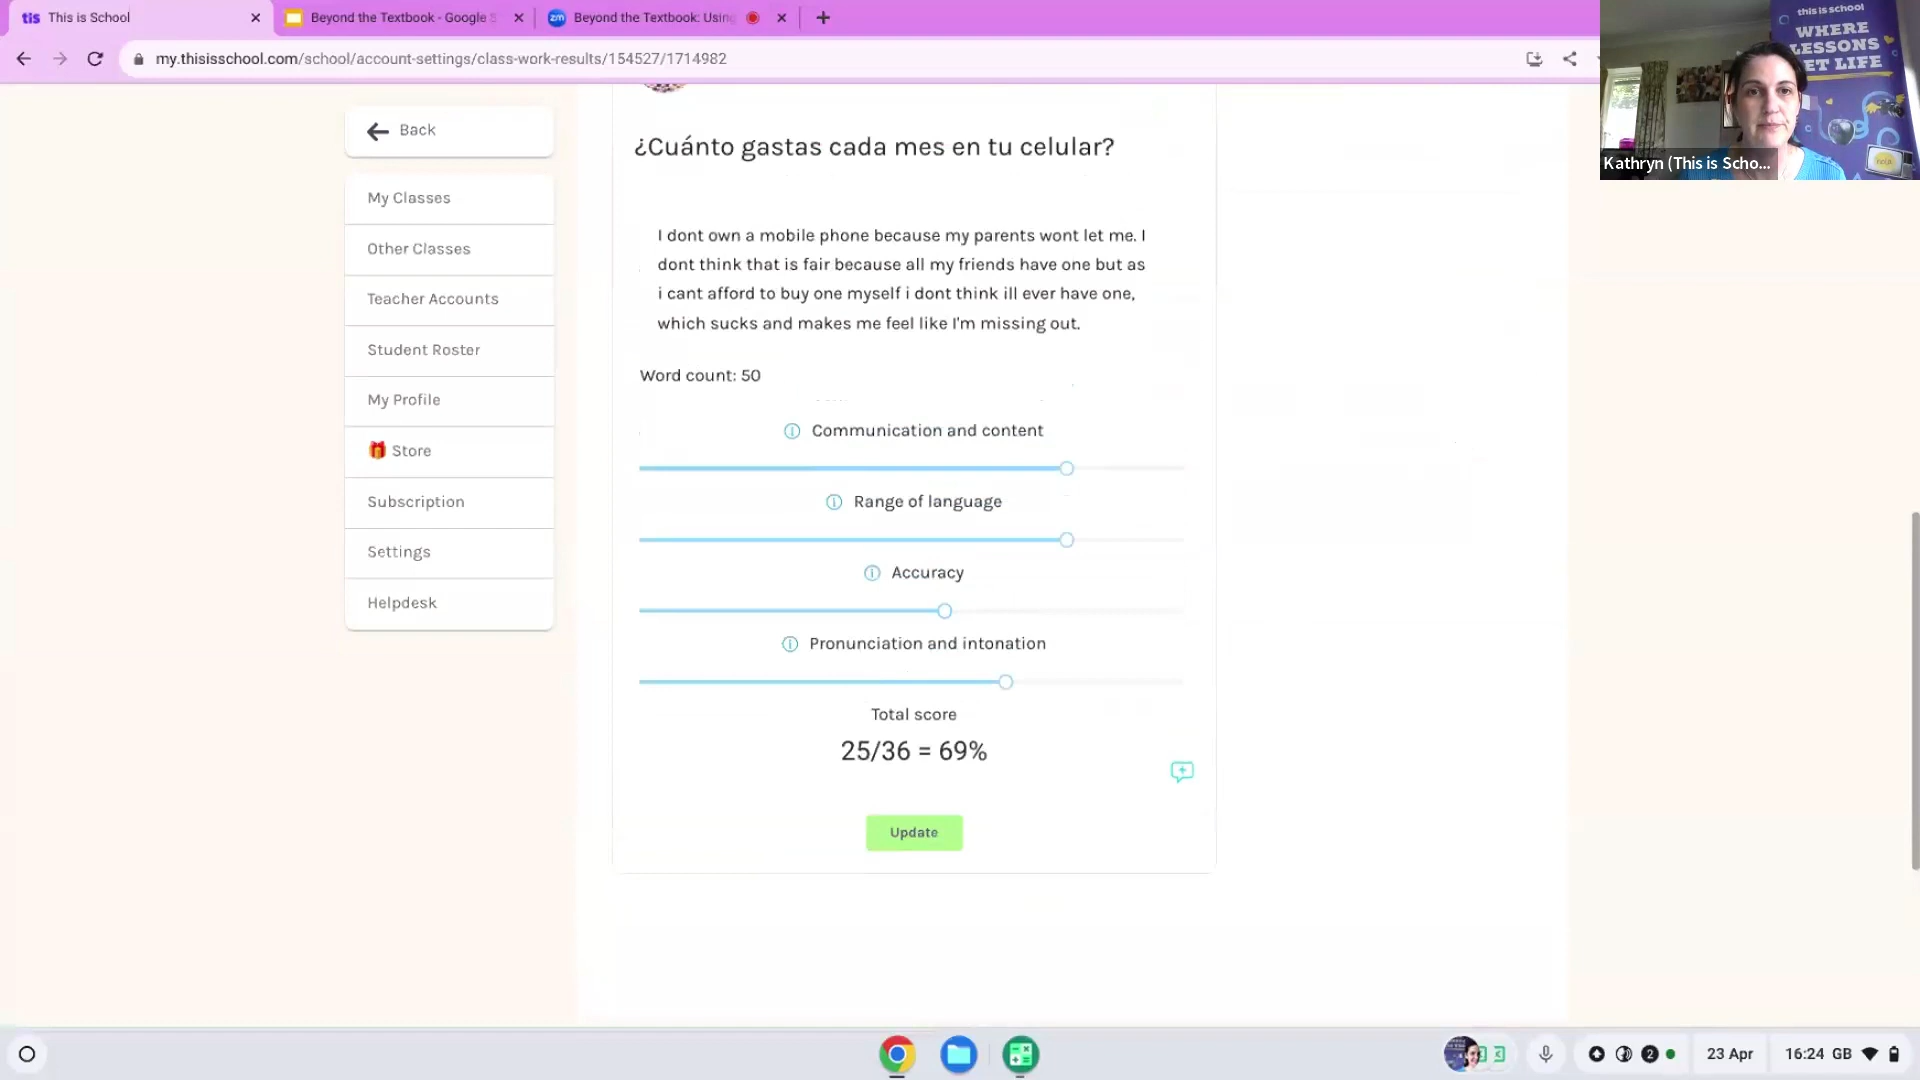 tis This is School
Beyond the Textbook - Google S
zm Beyond the Textbook: Using
my.thisisschool.com/school/account-settings/class-work-results/154527/1714982
this is school
WHERE
LESSONS
GET LIFE
Kathryn (This is Scho...
Back
My Classes
Other Classes
Teacher Accounts
Student Roster
My Profile
Store
Subscription
Settings
Helpdesk
¿Cuánto gastas cada mes en tu celular?
I dont own a mobile phone because my parents wont let me. I
dont think that is fair because all my friends have one but as
i cant afford to buy one myself i dont think ill ever have one,
which sucks and makes me feel like I'm missing out.
Word count: 50
Communication and content
Range of language
Accuracy
Pronunciation and intonation
Total score
25/36 = 69%
Update
2
23 Apr
16:24 GB